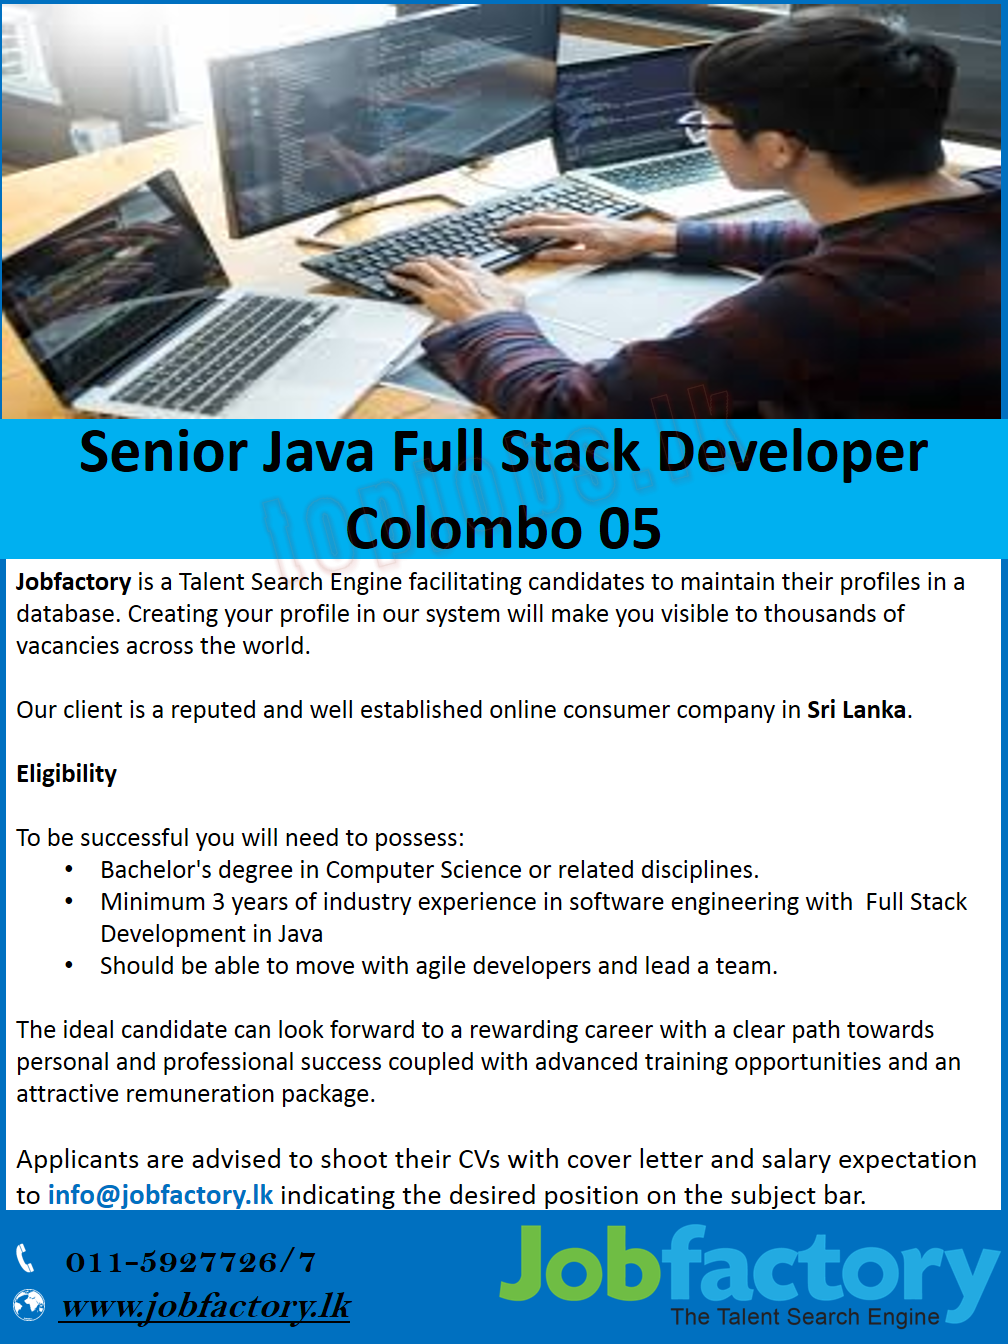 Senior Java Full Stack Developer
Colombo 05
topjobs.lk
Jobfactory is a Talent Search Engine facilitating candidates to maintain their profiles in a
database. Creating your profile in our system will make you visible to thousands of
vacancies across the world.
Our client is a reputed and well established online consumer company in Sri Lanka.
Eligibility
To be successful you will need to possess:
• Bachelor's degree in Computer Science or related disciplines.
• Minimum 3 years of industry experience in software engineering with  Full Stack
Development in Java
• Should be able to move with agile developers and lead a team.
The ideal candidate can look forward to a rewarding career with a clear path towards
personal and professional success coupled with advanced training opportunities and an
attractive remuneration package.
Applicants are advised to shoot their CVs with cover letter and salary expectation
to info@jobfactory.lk indicating the desired position on the subject bar.
011-5927726/7
www.jobfactory.lk
Jobfactory
The Talent Search Engine